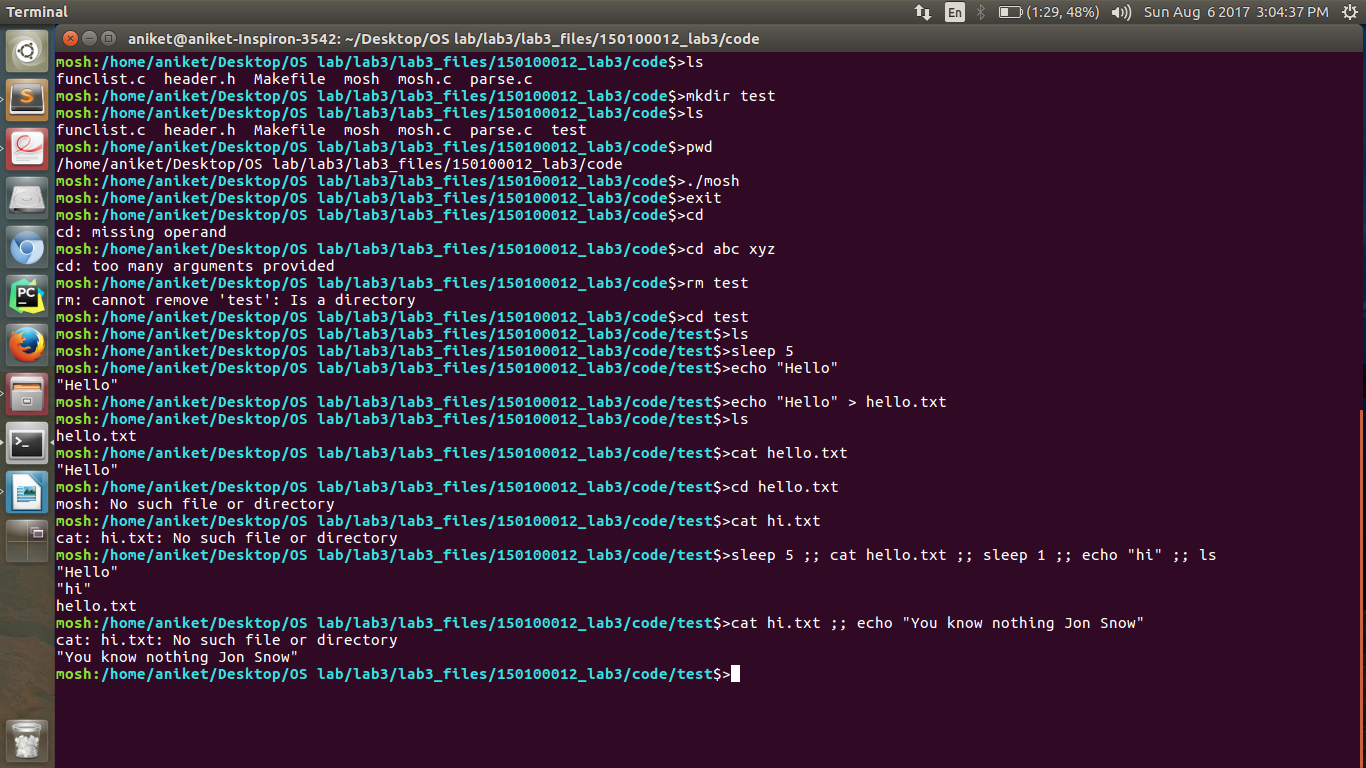 Terminal
En
(1:29, 48%)
Sun Aug 6 2017 3:04:37 PM
aniket@aniket-Inspiron-3542: ~/Desktop/OS lab/lab3/lab3_files/150100012_lab3/code
mosh:/home/aniket/Desktop/OS lab/lab3/lab3_files/150100012_lab3/code$>ls
funclist.c  header.h  Makefile  mosh  mosh.c  parse.c
mosh:/home/aniket/Desktop/OS lab/lab3/lab3_files/150100012_lab3/code$>mkdir test
mosh:/home/aniket/Desktop/OS lab/lab3/lab3_files/150100012_lab3/code$>ls
funclist.c  header.h  Makefile  mosh  mosh.c  parse.c  test
mosh:/home/aniket/Desktop/OS lab/lab3/lab3_files/150100012_lab3/code$>pwd
/home/aniket/Desktop/OS lab/lab3/lab3_files/150100012_lab3/code
mosh:/home/aniket/Desktop/OS lab/lab3/lab3_files/150100012_lab3/code$>./mosh
mosh:/home/aniket/Desktop/OS lab/lab3/lab3_files/150100012_lab3/code$>exit
mosh:/home/aniket/Desktop/OS lab/lab3/lab3_files/150100012_lab3/code$>cd
cd: missing operand
mosh:/home/aniket/Desktop/OS lab/lab3/lab3_files/150100012_lab3/code$>cd abc xyz
cd: too many arguments provided
mosh:/home/aniket/Desktop/OS lab/lab3/lab3_files/150100012_lab3/code$>rm test
rm: cannot remove 'test': Is a directory
mosh:/home/aniket/Desktop/OS lab/lab3/lab3_files/150100012_lab3/code$>cd test
mosh:/home/aniket/Desktop/OS lab/lab3/lab3_files/150100012_lab3/code/test$>ls
mosh:/home/aniket/Desktop/OS lab/lab3/lab3_files/150100012_lab3/code/test$>sleep 5
mosh:/home/aniket/Desktop/OS lab/lab3/lab3_files/150100012_lab3/code/test$>echo "Hello"
"Hello"
mosh:/home/aniket/Desktop/OS lab/lab3/lab3_files/150100012_lab3/code/test$>echo "Hello" > hello.txt
mosh:/home/aniket/Desktop/OS lab/lab3/lab3_files/150100012_lab3/code/test$>ls
hello.txt
mosh:/home/aniket/Desktop/OS lab/lab3/lab3_files/150100012_lab3/code/test$>cat hello.txt
"Hello"
mosh:/home/aniket/Desktop/OS lab/lab3/lab3_files/150100012_lab3/code/test$>cd hello.txt
mosh: No such file or directory
mosh:/home/aniket/Desktop/OS lab/lab3/lab3_files/150100012_lab3/code/test$>cat hi.txt
cat: hi.txt: No such file or directory
mosh:/home/aniket/Desktop/OS lab/lab3/lab3_files/150100012_lab3/code/test$>sleep 5 ;; cat hello.txt ;; sleep 1 ;; echo "hi" ;; ls
"Hello"
"hi"
hello.txt
mosh:/home/aniket/Desktop/OS lab/lab3/lab3_files/150100012_lab3/code/test$>cat hi.txt ;; echo "You know nothing Jon Snow"
cat: hi.txt: No such file or directory
"You know nothing Jon Snow"
mosh:/home/aniket/Desktop/OS lab/lab3/lab3_files/150100012_lab3/code/test$>
S
PC
>_